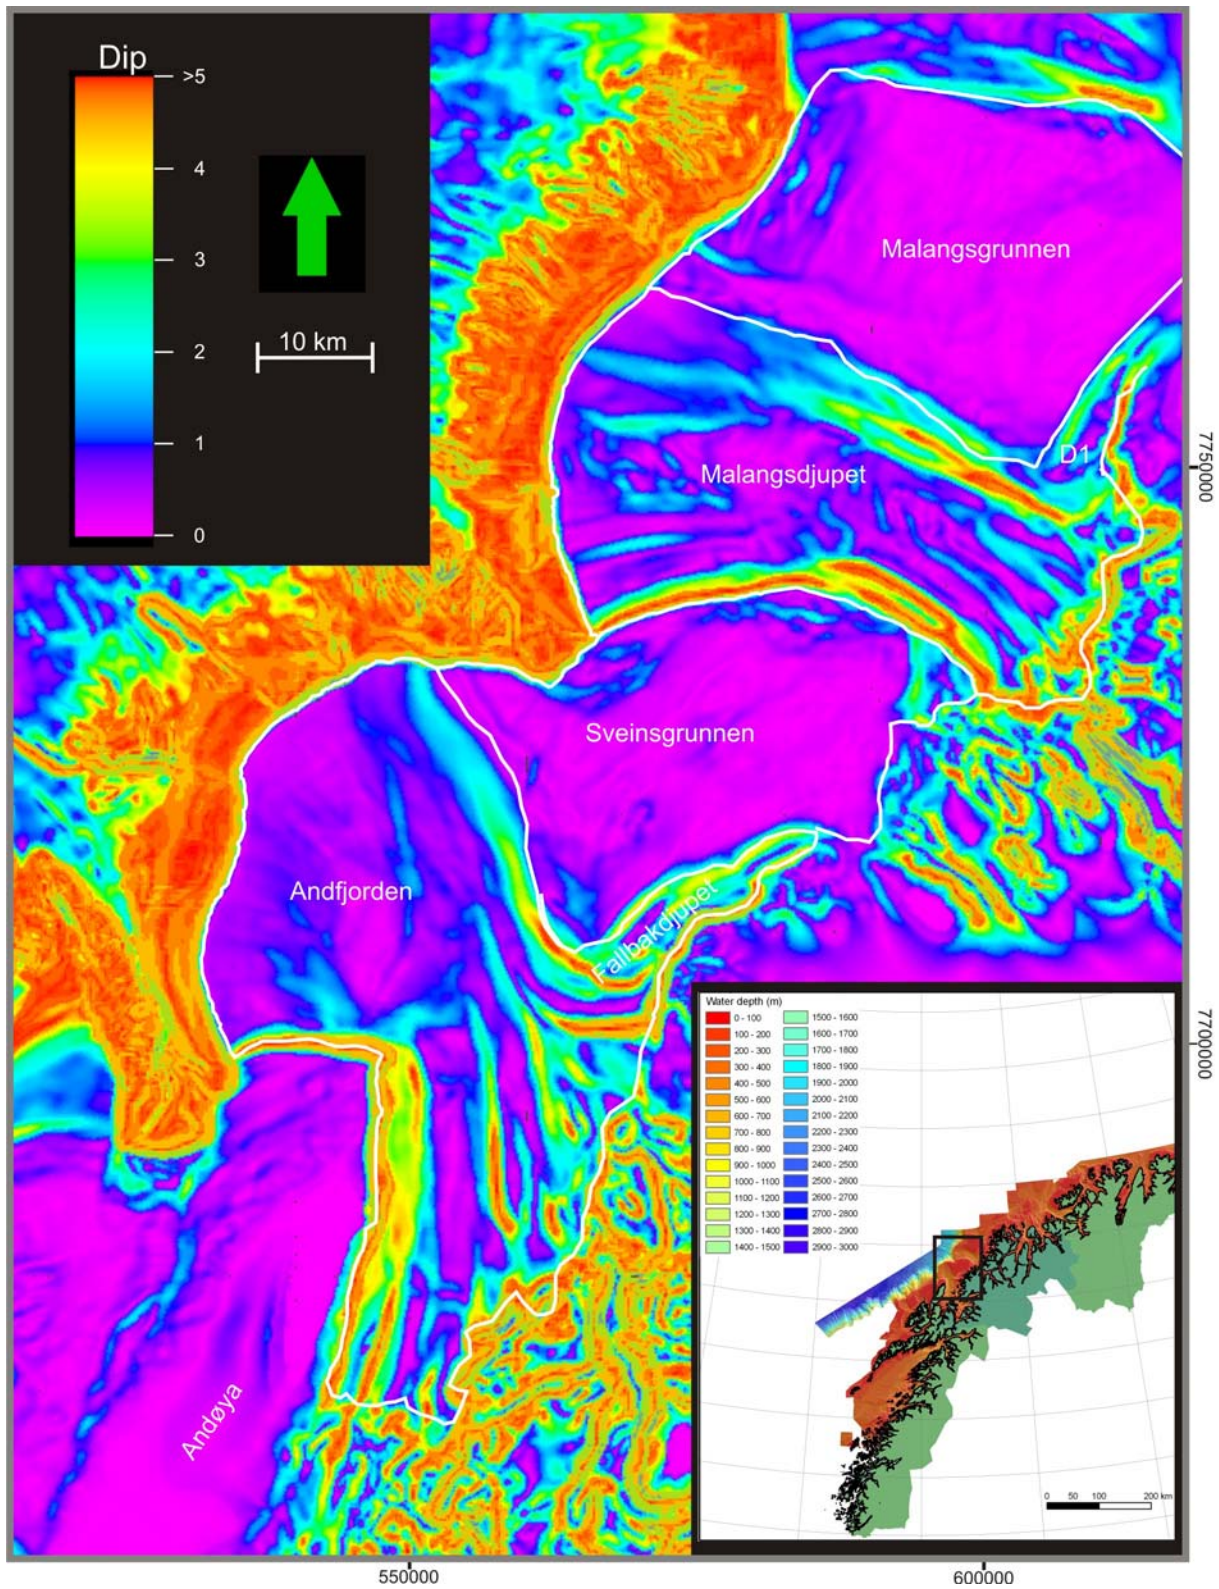 Dip
>5
4
3
2
1
0
10 km
Malangsgrunnen
D1
Malangsdjupet
7750000
Sveinsgrunnen
Andfjorden
Fallbakdjupet
7700000
Andøya
Water depth (m)
0 - 100
100 - 200
200 - 300
300 - 400
400 - 500
500 - 600
600 - 700
700 - 800
800 - 900
900 - 1000
1000 - 1100
1100 - 1200
1200 - 1300
1300 - 1400
1400 - 1500
1500 - 1600
1600 - 1700
1700 - 1800
1800 - 1900
1900 - 2000
2000 - 2100
2100 - 2200
2200 - 2300
2300 - 2400
2400 - 2500
2500 - 2600
2600 - 2700
2700 - 2800
2800 - 2900
2900 - 3000
0 50 100 200 km
550000
600000